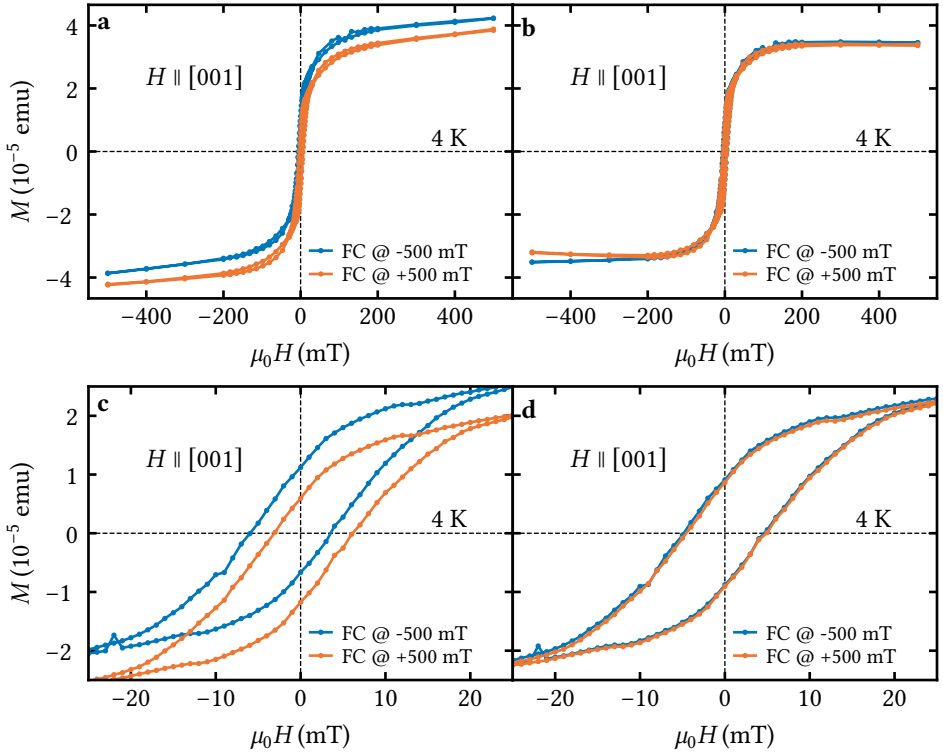 a
H ∥ [001]
4 K
FC @ -500 mT
FC @ +500 mT
M (10⁻⁵ emu)
4
2
0
−2
−4
−400 −200 0 200 400
μ₀H (mT)
b
H ∥ [001]
4 K
FC @ -500 mT
FC @ +500 mT
−400 −200 0 200 400
μ₀H (mT)
c
H ∥ [001]
4 K
FC @ -500 mT
FC @ +500 mT
M (10⁻⁵ emu)
2
1
0
−1
−2
−20 −10 0 10 20
μ₀H (mT)
d
H ∥ [001]
4 K
FC @ -500 mT
FC @ +500 mT
−20 −10 0 10 20
μ₀H (mT)